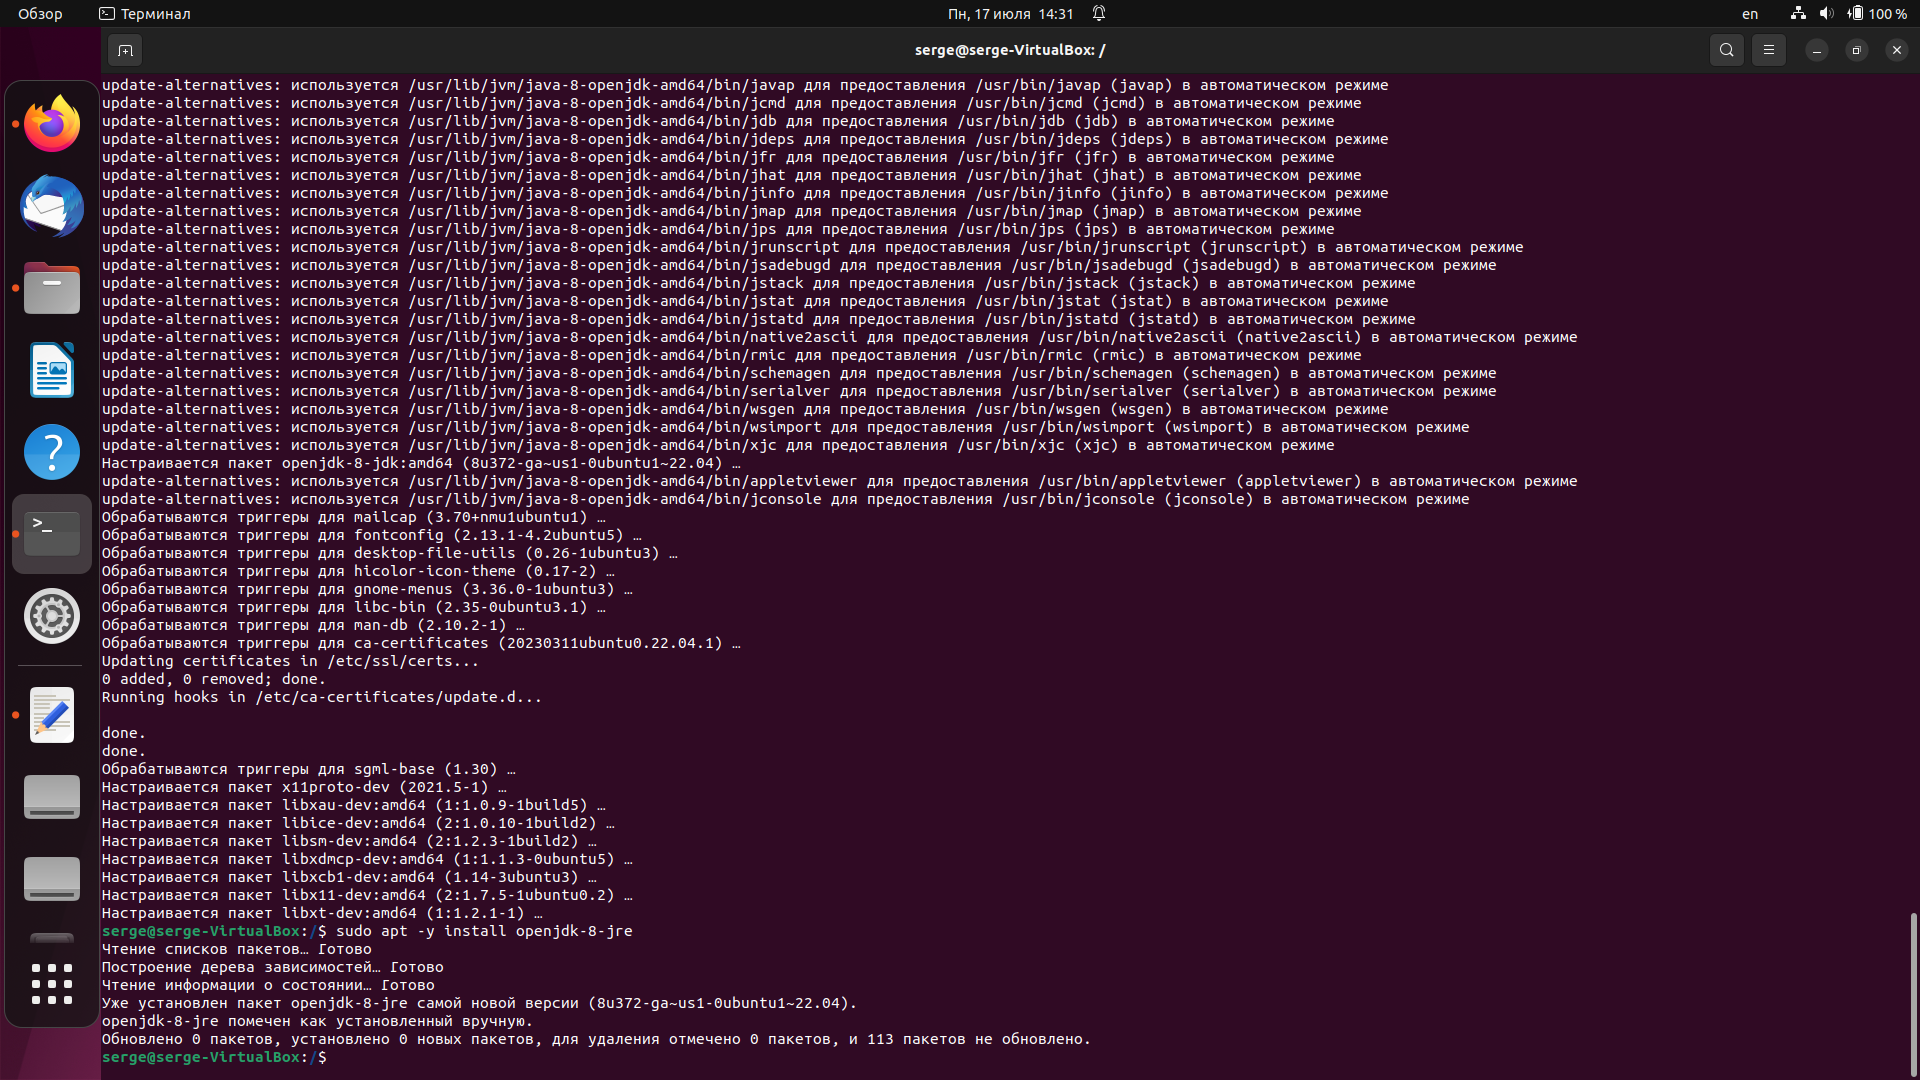 Обзор Терминал Пн, 17 июля 14:31 en 100 %
serge@serge-VirtualBox: /
update-alternatives: используется /usr/lib/jvm/java-8-openjdk-amd64/bin/javap для предоставления /usr/bin/javap (javap) в автоматическом режиме
update-alternatives: используется /usr/lib/jvm/java-8-openjdk-amd64/bin/jcmd для предоставления /usr/bin/jcmd (jcmd) в автоматическом режиме
update-alternatives: используется /usr/lib/jvm/java-8-openjdk-amd64/bin/jdb для предоставления /usr/bin/jdb (jdb) в автоматическом режиме
update-alternatives: используется /usr/lib/jvm/java-8-openjdk-amd64/bin/jdeps для предоставления /usr/bin/jdeps (jdeps) в автоматическом режиме
update-alternatives: используется /usr/lib/jvm/java-8-openjdk-amd64/bin/jfr для предоставления /usr/bin/jfr (jfr) в автоматическом режиме
update-alternatives: используется /usr/lib/jvm/java-8-openjdk-amd64/bin/jhat для предоставления /usr/bin/jhat (jhat) в автоматическом режиме
update-alternatives: используется /usr/lib/jvm/java-8-openjdk-amd64/bin/jinfo для предоставления /usr/bin/jinfo (jinfo) в автоматическом режиме
update-alternatives: используется /usr/lib/jvm/java-8-openjdk-amd64/bin/jmap для предоставления /usr/bin/jmap (jmap) в автоматическом режиме
update-alternatives: используется /usr/lib/jvm/java-8-openjdk-amd64/bin/jps для предоставления /usr/bin/jps (jps) в автоматическом режиме
update-alternatives: используется /usr/lib/jvm/java-8-openjdk-amd64/bin/jrunscript для предоставления /usr/bin/jrunscript (jrunscript) в автоматическом режиме
update-alternatives: используется /usr/lib/jvm/java-8-openjdk-amd64/bin/jsadebugd для предоставления /usr/bin/jsadebugd (jsadebugd) в автоматическом режиме
update-alternatives: используется /usr/lib/jvm/java-8-openjdk-amd64/bin/jstack для предоставления /usr/bin/jstack (jstack) в автоматическом режиме
update-alternatives: используется /usr/lib/jvm/java-8-openjdk-amd64/bin/jstat для предоставления /usr/bin/jstat (jstat) в автоматическом режиме
update-alternatives: используется /usr/lib/jvm/java-8-openjdk-amd64/bin/jstatd для предоставления /usr/bin/jstatd (jstatd) в автоматическом режиме
update-alternatives: используется /usr/lib/jvm/java-8-openjdk-amd64/bin/native2ascii для предоставления /usr/bin/native2ascii (native2ascii) в автоматическом режиме
update-alternatives: используется /usr/lib/jvm/java-8-openjdk-amd64/bin/rmic для предоставления /usr/bin/rmic (rmic) в автоматическом режиме
update-alternatives: используется /usr/lib/jvm/java-8-openjdk-amd64/bin/schemagen для предоставления /usr/bin/schemagen (schemagen) в автоматическом режиме
update-alternatives: используется /usr/lib/jvm/java-8-openjdk-amd64/bin/serialver для предоставления /usr/bin/serialver (serialver) в автоматическом режиме
update-alternatives: используется /usr/lib/jvm/java-8-openjdk-amd64/bin/wsgen для предоставления /usr/bin/wsgen (wsgen) в автоматическом режиме
update-alternatives: используется /usr/lib/jvm/java-8-openjdk-amd64/bin/wsimport для предоставления /usr/bin/wsimport (wsimport) в автоматическом режиме
update-alternatives: используется /usr/lib/jvm/java-8-openjdk-amd64/bin/xjc для предоставления /usr/bin/xjc (xjc) в автоматическом режиме
Настраивается пакет openjdk-8-jdk:amd64 (8u372-ga~us1-0ubuntu1~22.04) …
update-alternatives: используется /usr/lib/jvm/java-8-openjdk-amd64/bin/appletviewer для предоставления /usr/bin/appletviewer (appletviewer) в автоматическом режиме
update-alternatives: используется /usr/lib/jvm/java-8-openjdk-amd64/bin/jconsole для предоставления /usr/bin/jconsole (jconsole) в автоматическом режиме
Обрабатываются триггеры для mailcap (3.70+nmu1ubuntu1) …
Обрабатываются триггеры для fontconfig (2.13.1-4.2ubuntu5) …
Обрабатываются триггеры для desktop-file-utils (0.26-1ubuntu3) …
Обрабатываются триггеры для hicolor-icon-theme (0.17-2) …
Обрабатываются триггеры для gnome-menus (3.36.0-1ubuntu3) …
Обрабатываются триггеры для libc-bin (2.35-0ubuntu3.1) …
Обрабатываются триггеры для man-db (2.10.2-1) …
Обрабатываются триггеры для ca-certificates (20230311ubuntu0.22.04.1) …
Updating certificates in /etc/ssl/certs...
0 added, 0 removed; done.
Running hooks in /etc/ca-certificates/update.d...
done.
done.
Обрабатываются триггеры для sgml-base (1.30) …
Настраивается пакет x11proto-dev (2021.5-1) …
Настраивается пакет libxau-dev:amd64 (1:1.0.9-1build5) …
Настраивается пакет libice-dev:amd64 (2:1.0.10-1build2) …
Настраивается пакет libsm-dev:amd64 (2:1.2.3-1build2) …
Настраивается пакет libxdmcp-dev:amd64 (1:1.1.3-0ubuntu5) …
Настраивается пакет libxcb1-dev:amd64 (1.14-3ubuntu3) …
Настраивается пакет libx11-dev:amd64 (2:1.7.5-1ubuntu0.2) …
Настраивается пакет libxt-dev:amd64 (1:1.2.1-1) …
serge@serge-VirtualBox:/$ sudo apt -y install openjdk-8-jre
Чтение списков пакетов… Готово
Построение дерева зависимостей… Готово
Чтение информации о состоянии… Готово
Уже установлен пакет openjdk-8-jre самой новой версии (8u372-ga~us1-0ubuntu1~22.04).
openjdk-8-jre помечен как установленный вручную.
Обновлено 0 пакетов, установлено 0 новых пакетов, для удаления отмечено 0 пакетов, и 113 пакетов не обновлено.
serge@serge-VirtualBox:/$